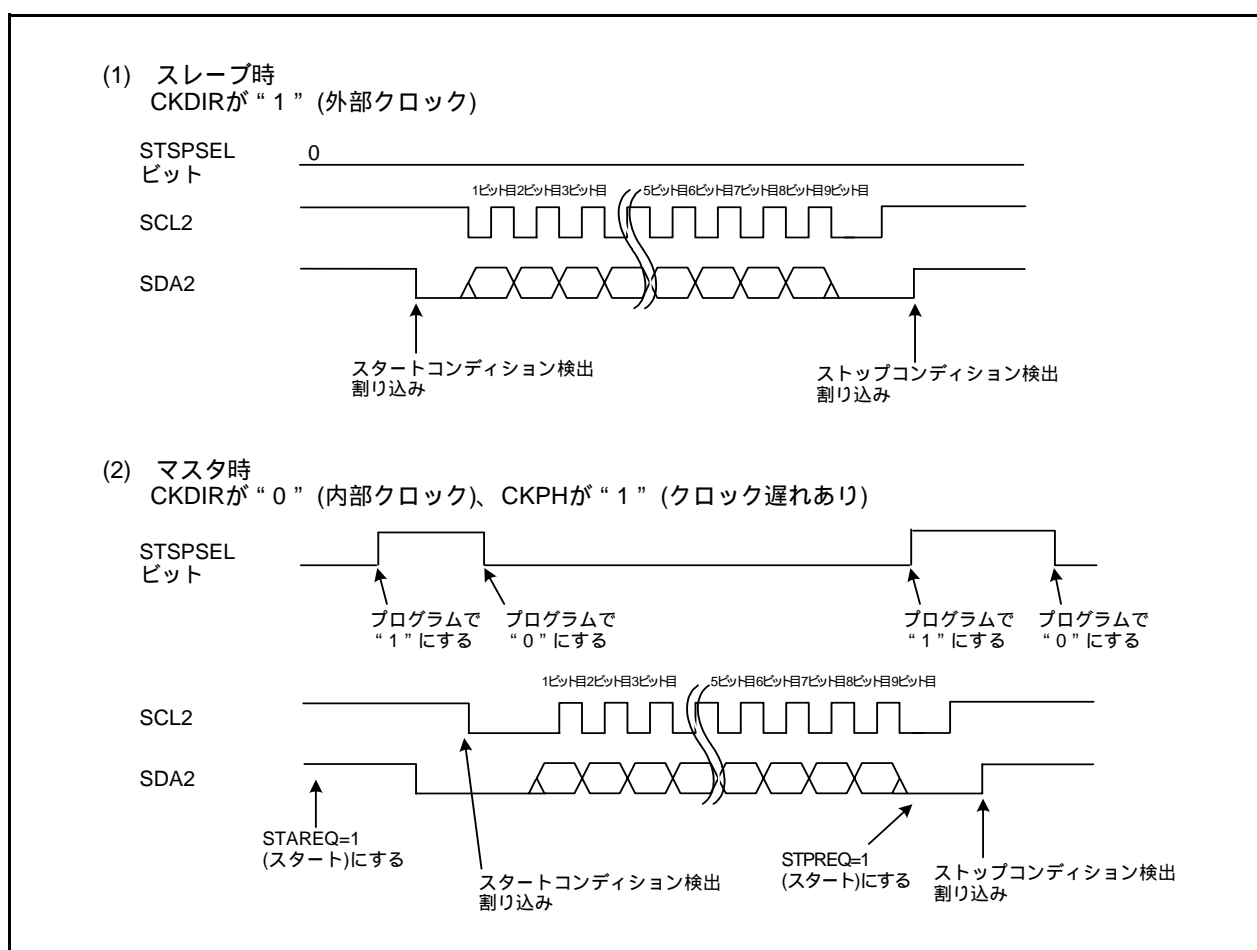 (1) スレーブ時
CKDIRが“1”(外部クロック)
STSPSEL
ビット
0
1ビット目2ビット目3ビット目 5ビット目6ビット目7ビット目8ビット目9ビット目
SCL2
SDA2
スタートコンディション検出
割り込み
ストップコンディション検出
割り込み
(2) マスタ時
CKDIRが“0”(内部クロック)、CKPHが“1”(クロック遅れあり)
STSPSEL
ビット
プログラムで
“1”にする
プログラムで
“0”にする
プログラムで
“1”にする
プログラムで
“0”にする
1ビット目2ビット目3ビット目 5ビット目6ビット目7ビット目8ビット目9ビット目
SCL2
SDA2
STAREQ=1
(スタート)にする
スタートコンディション検出
割り込み
STPREQ=1
(スタート)にする
ストップコンディション検出
割り込み